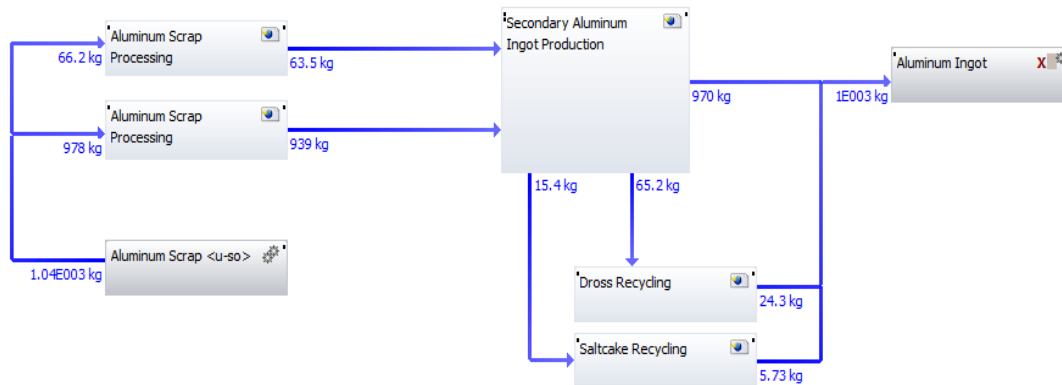 Aluminum Scrap
Processing
66.2 kg
63.5 kg
Secondary Aluminum
Ingot Production
Aluminum Ingot
X
970 kg
1E003 kg
Aluminum Scrap
Processing
978 kg
939 kg
15.4 kg
65.2 kg
Aluminum Scrap <u-so>
1.04E003 kg
Dross Recycling
24.3 kg
Saltcake Recycling
5.73 kg